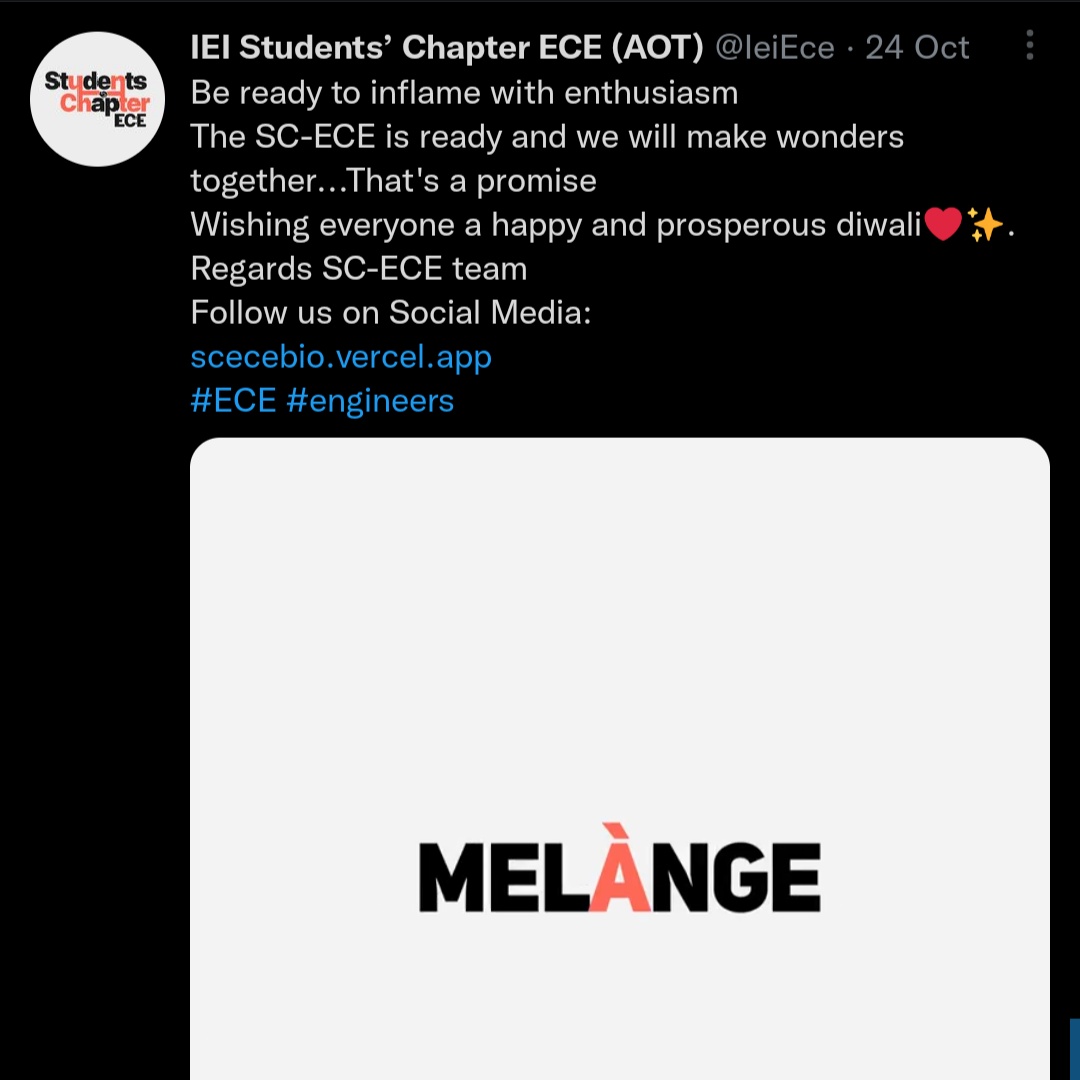 Students
Chapter
ECE
IEI Students’ Chapter ECE (AOT) @IeiEce · 24 Oct
Be ready to inflame with enthusiasm
The SC-ECE is ready and we will make wonders
together...That's a promise
Wishing everyone a happy and prosperous diwali❤️✨.
Regards SC-ECE team
Follow us on Social Media:
scecebio.vercel.app
#ECE #engineers
MELÀNGE